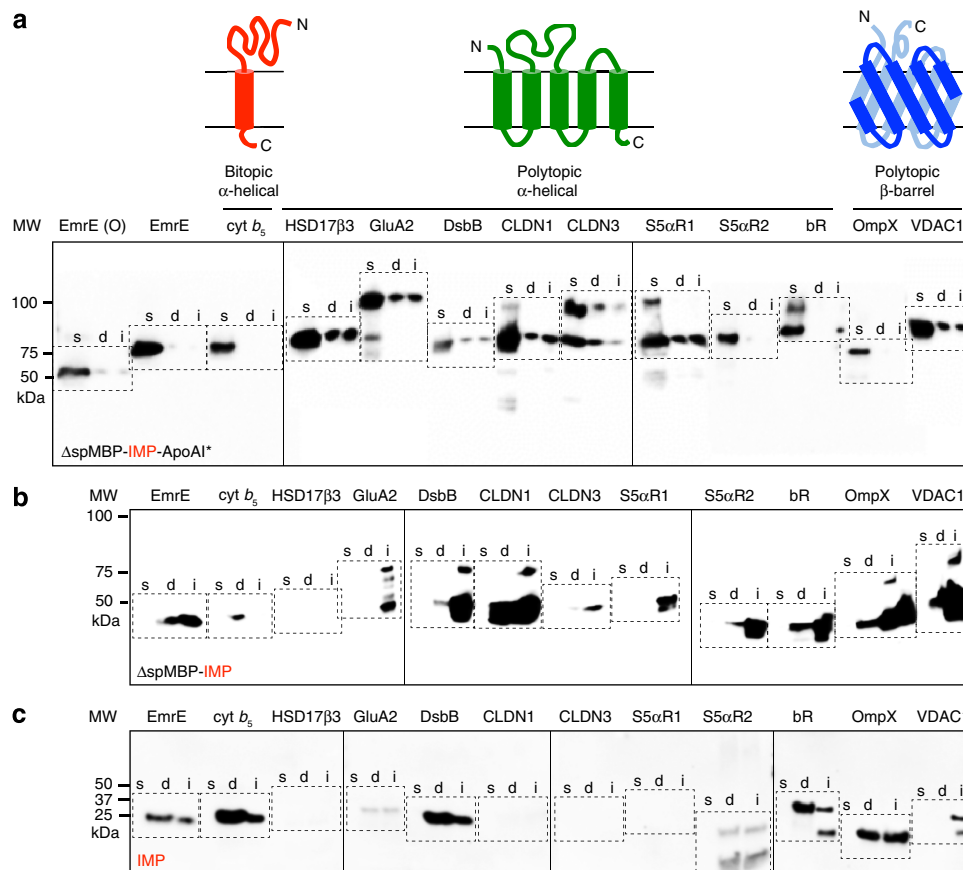 a
N
C
N
C
N
C
Bitopic
α-helical
Polytopic
α-helical
Polytopic
β-barrel
MW EmrE (O) EmrE cyt b5 HSD17β3 GluA2 DsbB CLDN1 CLDN3 S5αR1 S5αR2 bR OmpX VDAC1
s d i s d i s d i s d i s d i s d i s d i s d i s d i s d i s d i s d i s d i
100
75
50
kDa
ΔspMBP-IMP-ApoAI*
b
MW EmrE cyt b5 HSD17β3 GluA2 DsbB CLDN1 CLDN3 S5αR1 S5αR2 bR OmpX VDAC1
s d i s d i s d i s d i s d i s d i s d i s d i s d i s d i s d i s d i
100
75
50
kDa
ΔspMBP-IMP
c
MW EmrE cyt b5 HSD17β3 GluA2 DsbB CLDN1 CLDN3 S5αR1 S5αR2 bR OmpX VDAC1
s d i s d i s d i s d i s d i s d i s d i s d i s d i s d i s d i s d i
50
37
25
kDa
IMP